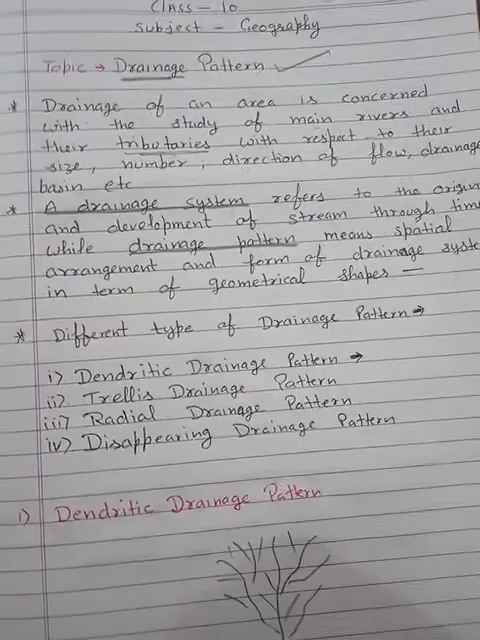 Class - 10
Subject - Geography
Topic → Drainage Pattern
* Drainage of an area is concerned
with the study of main rivers and
their tributaries with respect to their
size, number, direction of flow, drainage
basin etc
* A drainage system refers to the origin
and development of stream through time
while drainage pattern means spatial
arrangement and form of drainage syste
in term of geometrical shapes —
* Different type of Drainage Pattern →
i) Dendritic Drainage Pattern →
ii) Trellis Drainage Pattern
iii) Radial Drainage Pattern
iv) Disappearing Drainage Pattern
i) Dendritic Drainage Pattern